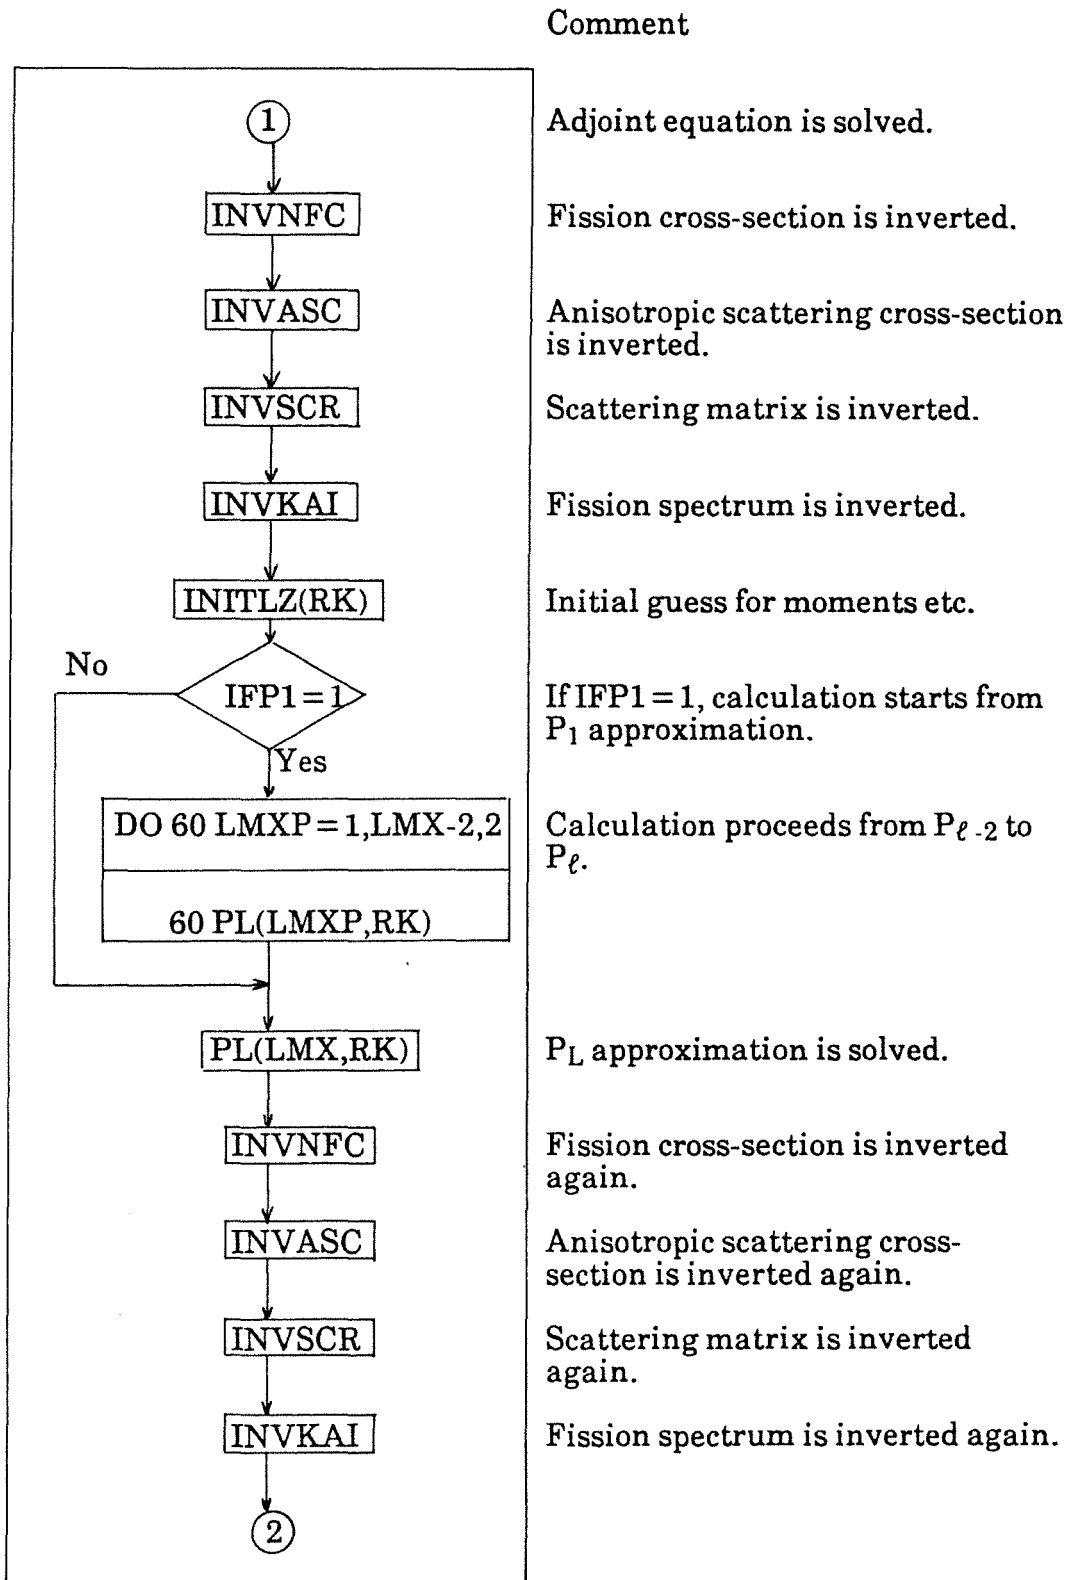 Comment
1
Adjoint equation is solved.
INVNFC
Fission cross-section is inverted.
INVASC
Anisotropic scattering cross-section
is inverted.
INVSCR
Scattering matrix is inverted.
INVKAI
Fission spectrum is inverted.
INITLZ(RK)
Initial guess for moments etc.
No
IFP1 = 1
If IFP1 = 1, calculation starts from
P1 approximation.
Yes
DO 60 LMXP = 1,LMX-2,2
Calculation proceeds from Pℓ-2 to
Pℓ.
60 PL(LMXP,RK)
PL(LMX,RK)
PL approximation is solved.
INVNFC
Fission cross-section is inverted
again.
INVASC
Anisotropic scattering cross-
section is inverted again.
INVSCR
Scattering matrix is inverted
again.
INVKAI
Fission spectrum is inverted again.
2